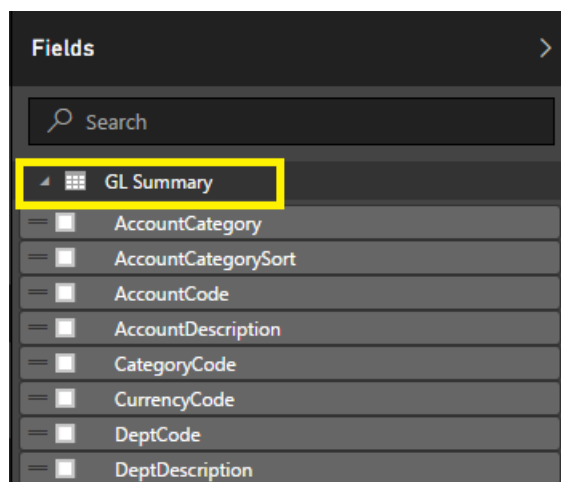 Fields
Search
GL Summary
AccountCategory
AccountCategorySort
AccountCode
AccountDescription
CategoryCode
CurrencyCode
DeptCode
DeptDescription